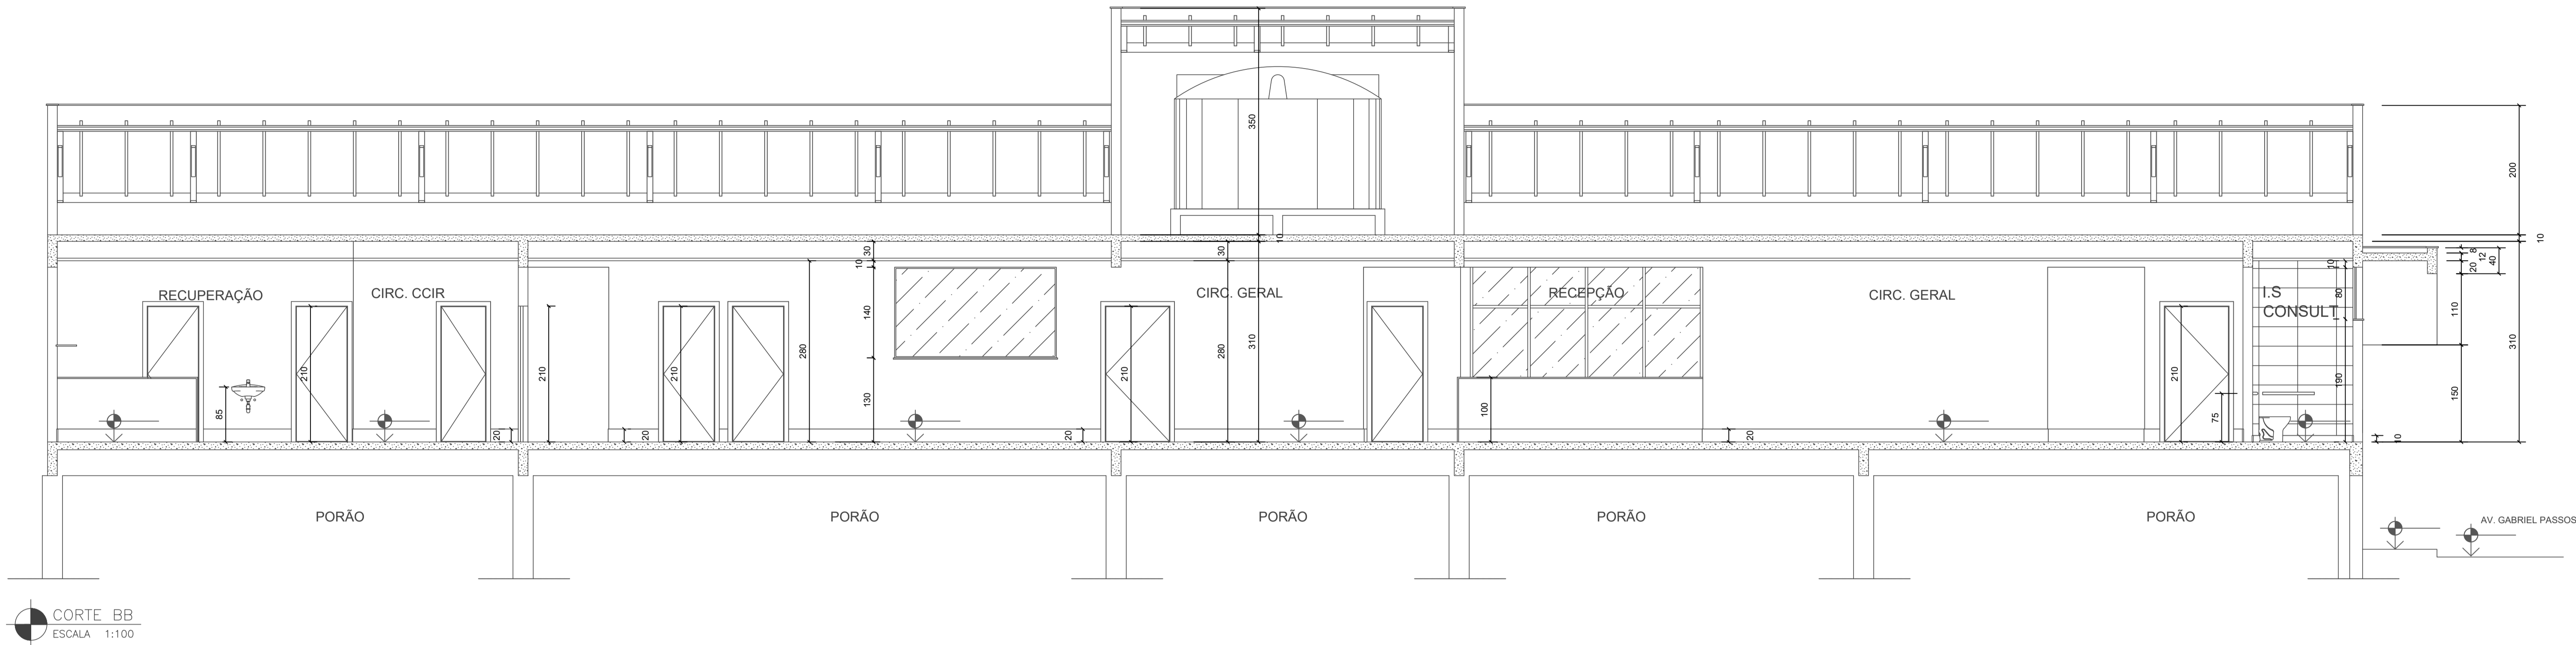 350
200
10
10
30
30
8
12
20
40
10
10
RECUPERAÇÃO
CIRC. CCIR
CIRC. GERAL
RECEPÇÃO
CIRC. GERAL
I.S
CONSULT
80
110
140
280
280
310
310
210
210
210
210
210
85
130
100
75
190
150
20
20
20
20
10
PORÃO
PORÃO
PORÃO
PORÃO
PORÃO
AV. GABRIEL PASSOS
CORTE BB
ESCALA 1:100